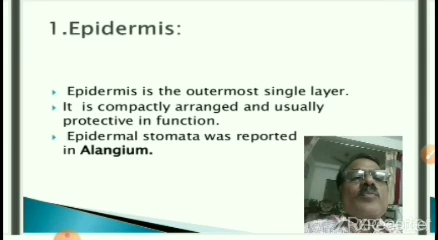 1.Epidermis:
Epidermis is the outermost single layer.
It is compactly arranged and usually
protective in function.
Epidermal stomata was reported
in Alangium.